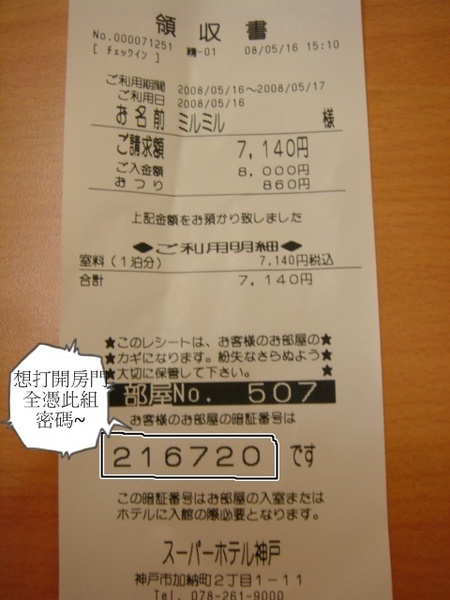 領収書
No.000071251 精-01 08/05/16 15:10
[ チェックイン ]
ご利用期間 2008/05/16～2008/05/17
ご利用日 2008/05/16
お名前 ミルミル 様
ご請求額 7,140円
ご入金額 8,000円
おつり 860円
上記金額をお預かり致しました
◆ご利用明細◆
室料(1泊分) 7,140円税込
合計 7,140円
★このレシートは、お客様のお部屋の★
★カギになります。紛失なさらぬよう★
★大切に保管して下さい。 ★
部屋No. 507
お客様のお部屋の暗証番号は
216720 です
この暗証番号はお部屋の入室または
ホテルに入館の際必要となります。
スーパーホテル神戸
神戸市加納町2丁目1-11
Tel. 078-261-9000
想打開房門
全憑此組
密碼~